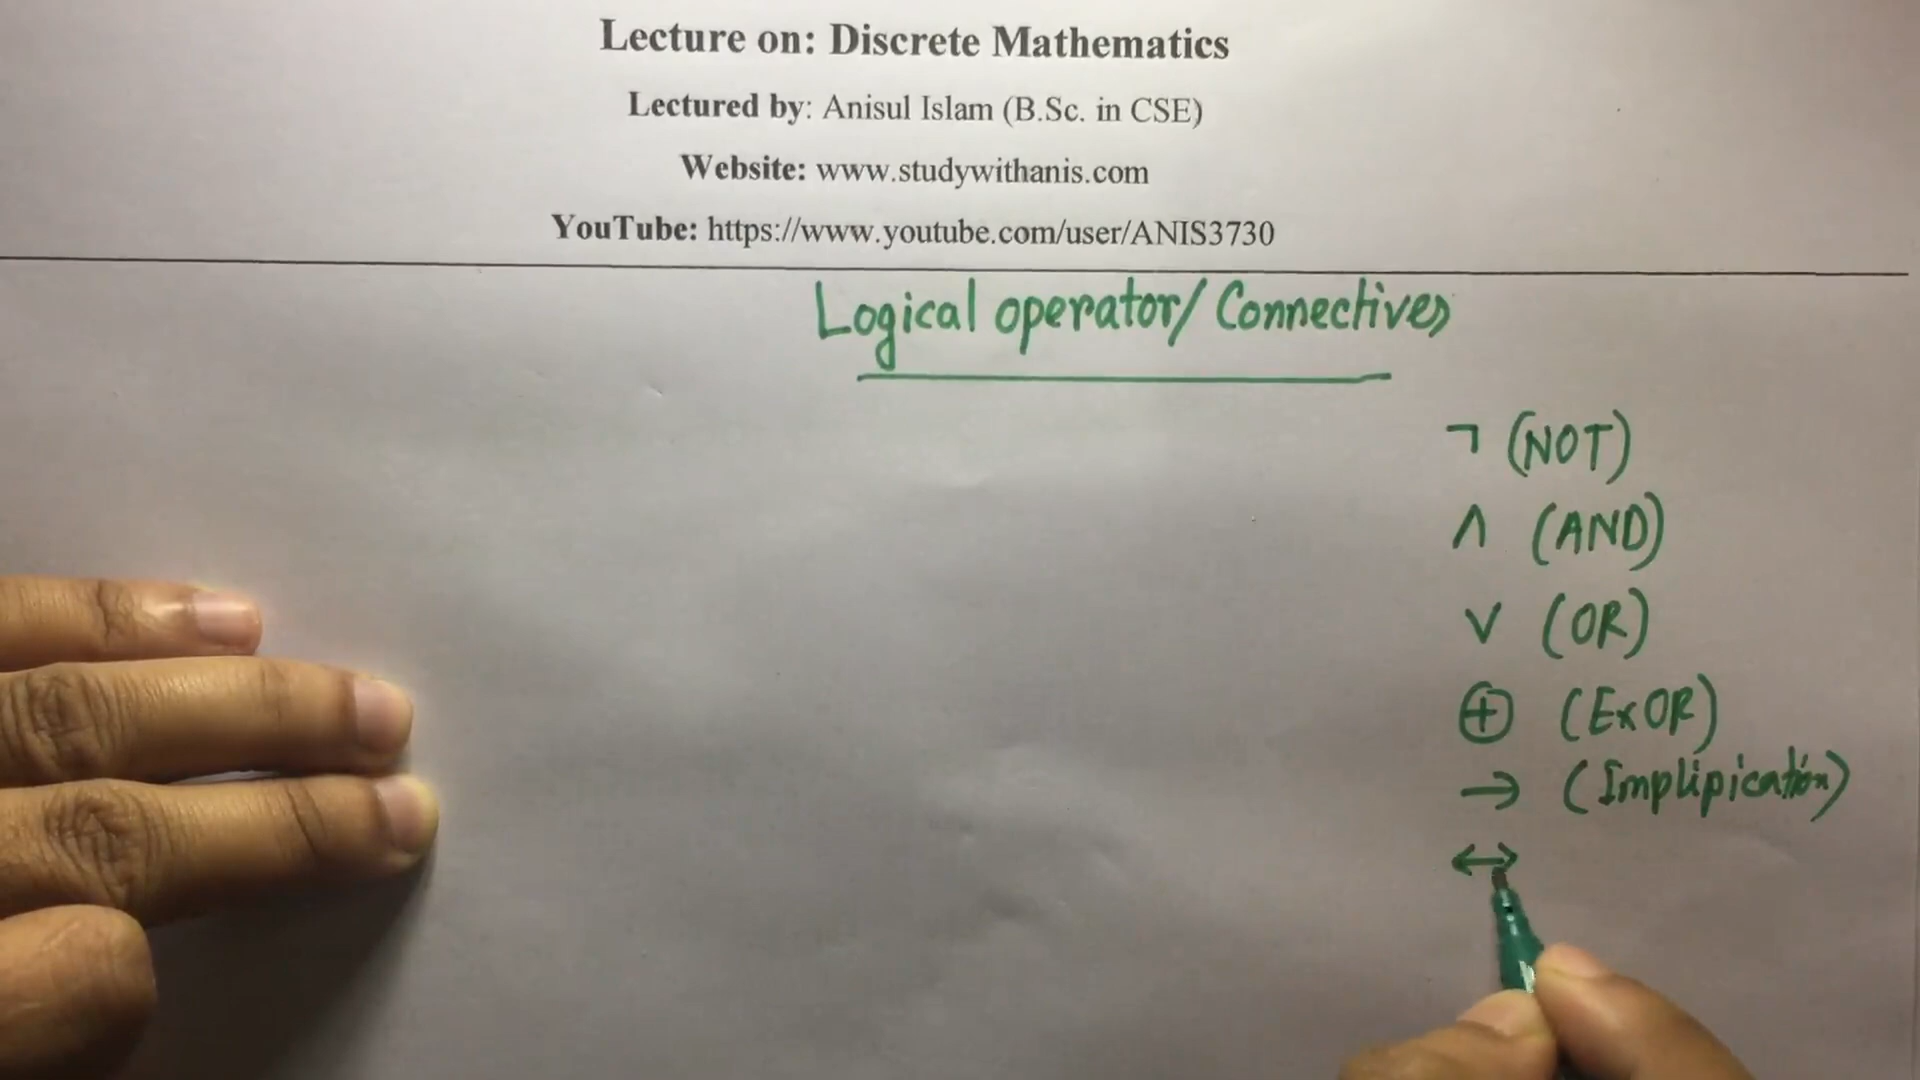 Lecture on: Discrete Mathematics
Lectured by: Anisul Islam (B.Sc. in CSE)
Website: www.studywithanis.com
YouTube: https://www.youtube.com/user/ANIS3730
Logical operator/ Connectives
¬ (NOT)
∧ (AND)
∨ (OR)
⊕ (ExOR)
→ (Implipication)
↔